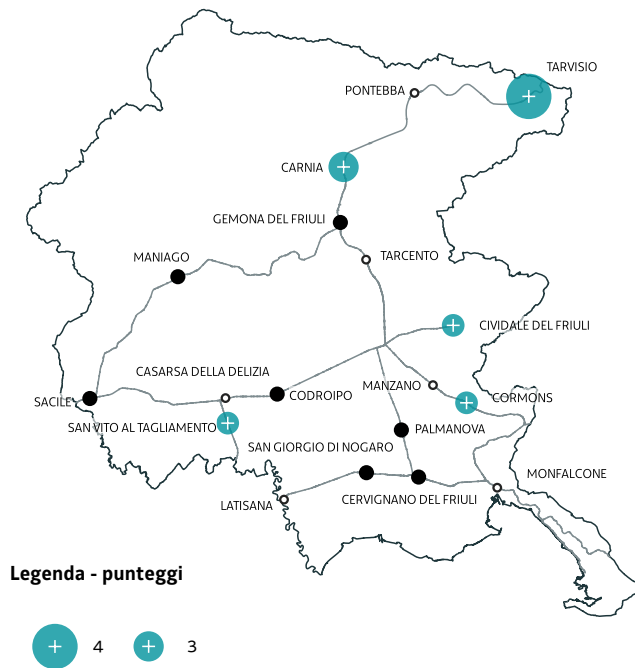 TARVISIO
PONTEBBA
CARNIA
GEMONA DEL FRIULI
MANIAGO
TARCENTO
CIVIDALE DEL FRIULI
CASARSA DELLA DELIZIA
MANZANO
SACILE
CODROIPO
CORMONS
SAN VITO AL TAGLIAMENTO
PALMANOVA
SAN GIORGIO DI NOGARO
MONFALCONE
LATISANA
CERVIGNANO DEL FRIULI
Legenda - punteggi
4
3